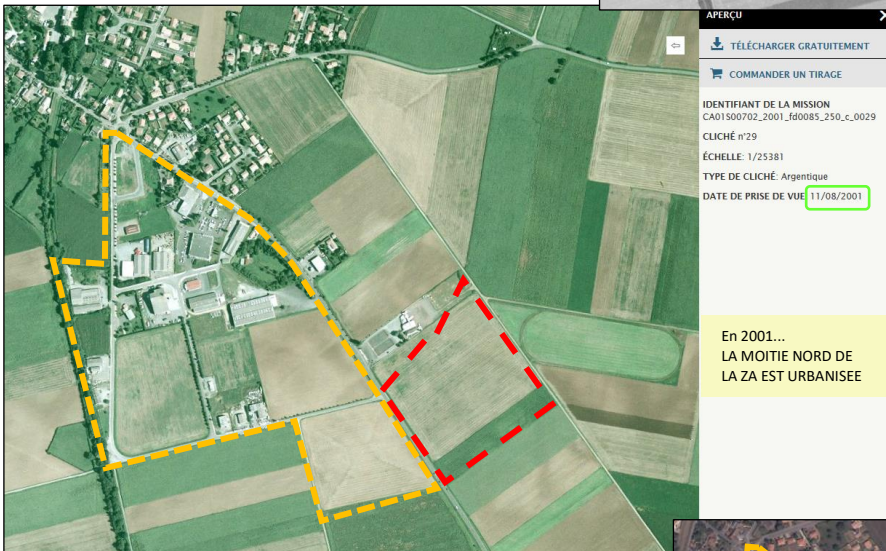 APERÇU
TÉLÉCHARGER GRATUITEMENT
COMMANDER UN TIRAGE
IDENTIFIANT DE LA MISSION
CA01S00702_2001_fd0085_250_c_0029
CLICHÉ n°29
ÉCHELLE: 1/25381
TYPE DE CLICHÉ: Argentique
DATE DE PRISE DE VUE 11/08/2001
En 2001...
LA MOITIE NORD DE
LA ZA EST URBANISEE